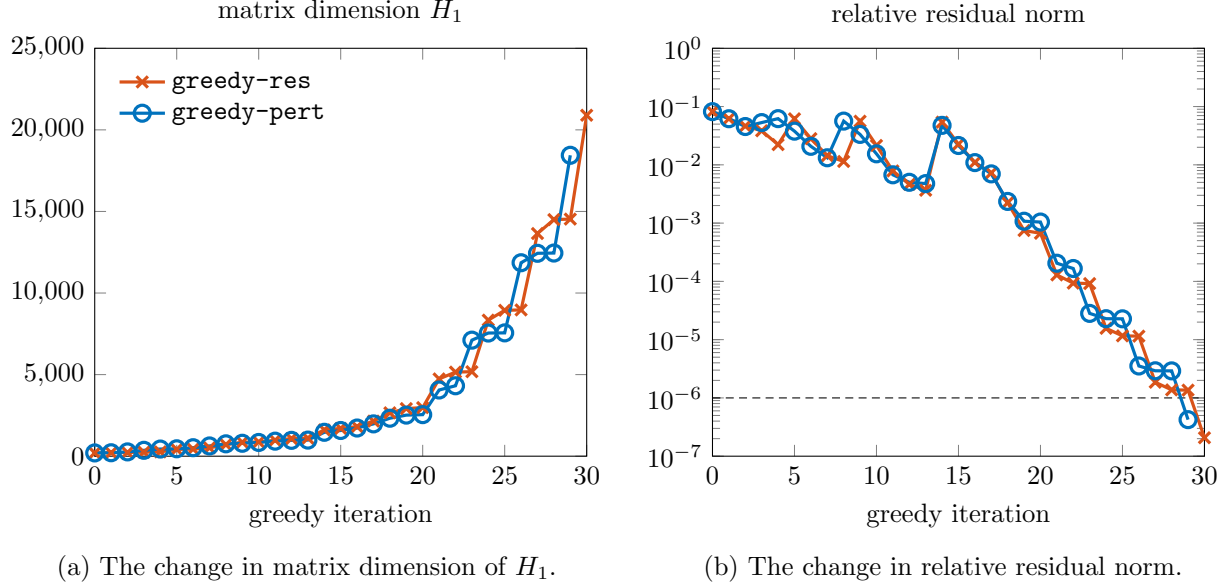 matrix dimension H₁
25,000
20,000
15,000
10,000
5,000
0
greedy-res
greedy-pert
0 5 10 15 20 25 30
greedy iteration
(a) The change in matrix dimension of H₁.
relative residual norm
10⁰
10⁻¹
10⁻²
10⁻³
10⁻⁴
10⁻⁵
10⁻⁶
10⁻⁷
0 5 10 15 20 25 30
greedy iteration
(b) The change in relative residual norm.